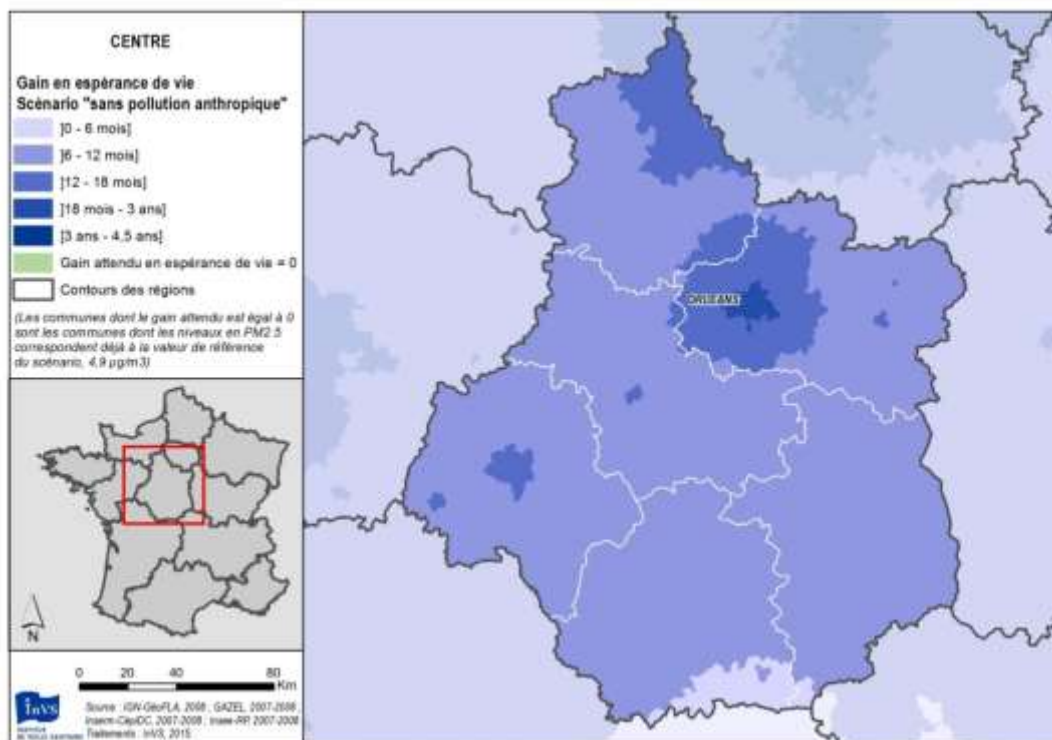 CENTRE
Gain en espérance de vie
Scénario "sans pollution anthropique"
]0 - 6 mois]
]6 - 12 mois]
]12 - 18 mois]
]18 mois - 3 ans]
]3 ans - 4,5 ans]
Gain attendu en espérance de vie = 0
Contours des régions
(Les communes dont le gain attendu est égal à 0
sont les communes dont les niveaux en PM2.5
correspondent déjà à la valeur de référence
du scénario, 4,9 µg/m3)
ORLEANS
N
0 20 40 80
Km
InVS
Source : IGN-GéoFLA, 2008 ; GAZEL, 2007-2008 ;
Inserm-CépiDC, 2007-2008 ; Insee-RP, 2007-2008
Traitements : InVS, 2015